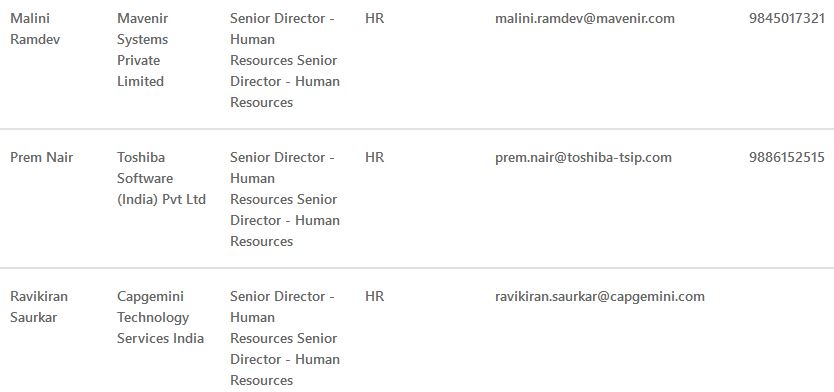 Malini Ramdev
Mavenir Systems Private Limited
Senior Director - Human Resources Senior Director - Human Resources
HR
malini.ramdev@mavenir.com
9845017321
Prem Nair
Toshiba Software (India) Pvt Ltd
Senior Director - Human Resources Senior Director - Human Resources
HR
prem.nair@toshiba-tsip.com
9886152515
Ravikiran Saurkar
Capgemini Technology Services India
Senior Director - Human Resources Senior Director - Human Resources
HR
ravikiran.saurkar@capgemini.com